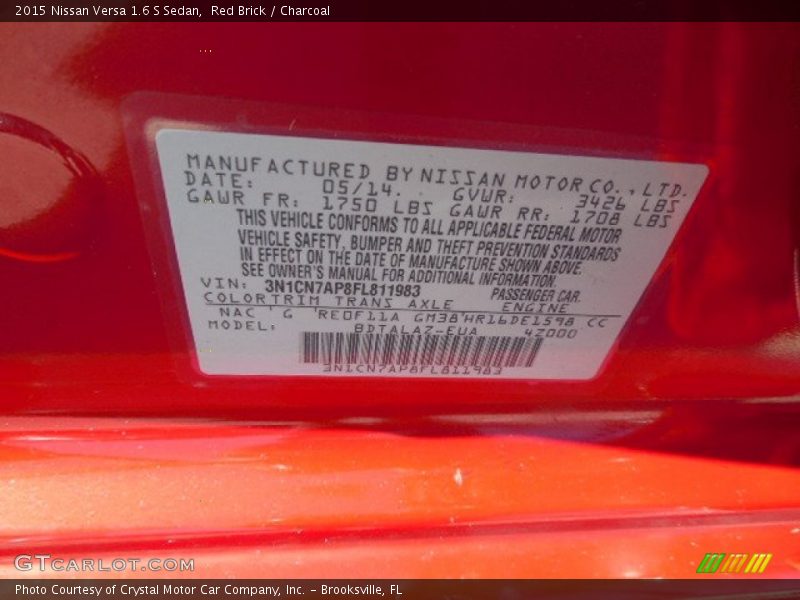 2015 Nissan Versa 1.6 S Sedan, Red Brick / Charcoal
MANUFACTURED BY NISSAN MOTOR CO., LTD.
DATE: 05/14. GVWR: 3426 LBS
GAWR FR: 1750 LBS GAWR RR: 1708 LBS
THIS VEHICLE CONFORMS TO ALL APPLICABLE FEDERAL MOTOR
VEHICLE SAFETY, BUMPER AND THEFT PREVENTION STANDARDS
IN EFFECT ON THE DATE OF MANUFACTURE SHOWN ABOVE.
SEE OWNER'S MANUAL FOR ADDITIONAL INFORMATION.
VIN: 3N1CN7AP8FL811983 PASSENGER CAR.
COLOR TRIM TRANS AXLE ENGINE
NAC G RE0F11A GM38 HR16DE1598 CC
MODEL: BDTALAZ-EUA 42000
3N1CN7AP8FL811983
GTCARLOT.COM
Photo Courtesy of Crystal Motor Car Company, Inc. – Brooksville, FL